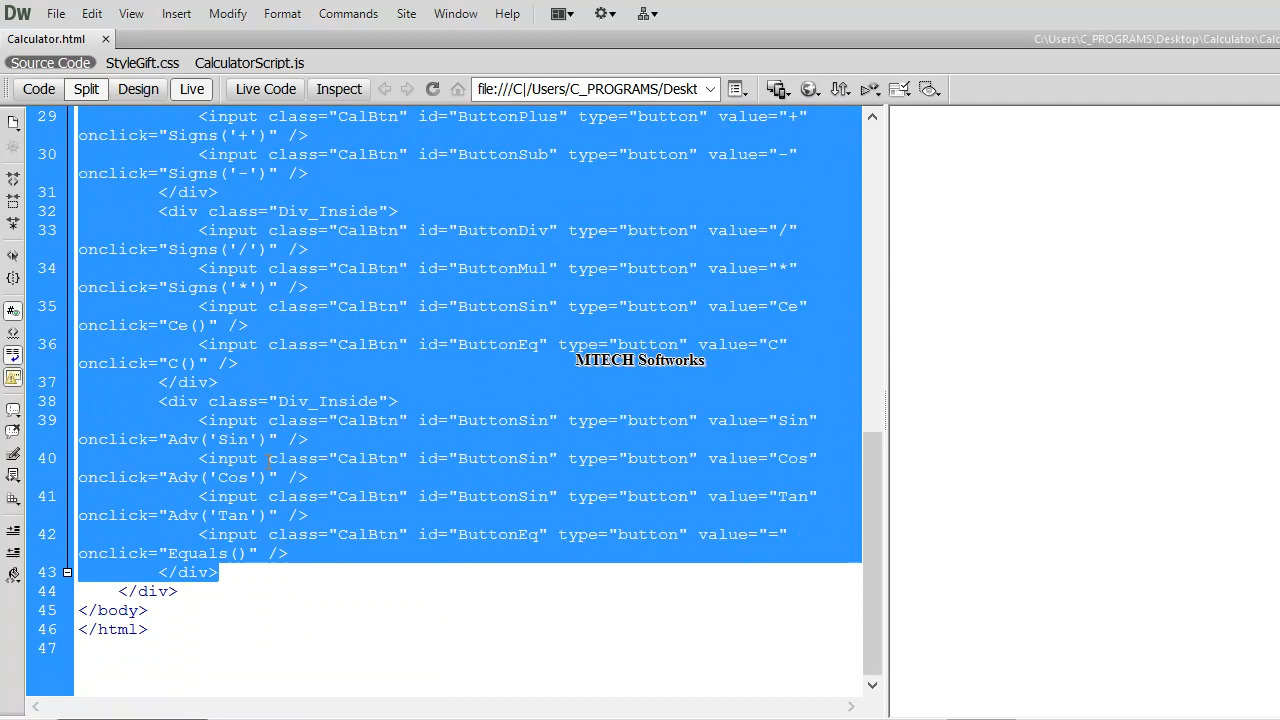 Dw File Edit View Insert Modify Format Commands Site Window Help
Calculator.html × C:\Users\C_PROGRAMS\Desktop\Calculator\Calc
Source Code StyleGift.css CalculatorScript.js
Code Split Design Live Live Code Inspect file:///C|/Users/C_PROGRAMS/Deskt
29 <input class="CalBtn" id="ButtonPlus" type="button" value="+"
onclick="Signs('+')" />
30 <input class="CalBtn" id="ButtonSub" type="button" value="-"
onclick="Signs('-')" />
31 </div>
32 <div class="Div_Inside">
33 <input class="CalBtn" id="ButtonDiv" type="button" value="/"
onclick="Signs('/')" />
34 <input class="CalBtn" id="ButtonMul" type="button" value="*"
onclick="Signs('*')" />
35 <input class="CalBtn" id="ButtonSin" type="button" value="Ce"
onclick="Ce()" />
36 <input class="CalBtn" id="ButtonEq" type="button" value="C"
onclick="C()" />
MTECH Softworks
37 </div>
38 <div class="Div_Inside">
39 <input class="CalBtn" id="ButtonSin" type="button" value="Sin"
onclick="Adv('Sin')" />
40 <input class="CalBtn" id="ButtonSin" type="button" value="Cos"
onclick="Adv('Cos')" />
41 <input class="CalBtn" id="ButtonSin" type="button" value="Tan"
onclick="Adv('Tan')" />
42 <input class="CalBtn" id="ButtonEq" type="button" value="="
onclick="Equals()" />
43 </div>
44 </div>
45 </body>
46 </html>
47